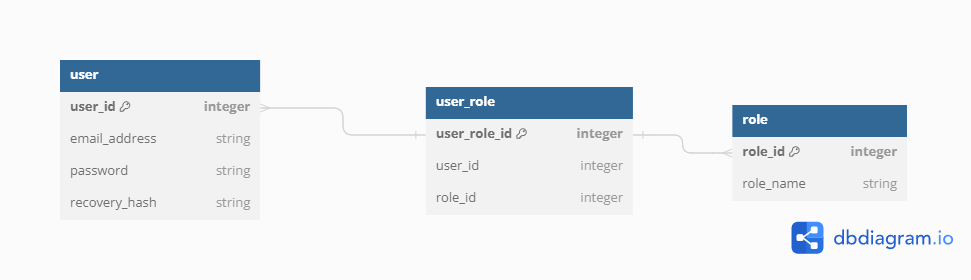 user
user_id integer
email_address string
password string
recovery_hash string
user_role
user_role_id integer
user_id integer
role_id integer
role
role_id integer
role_name string
dbdiagram.io